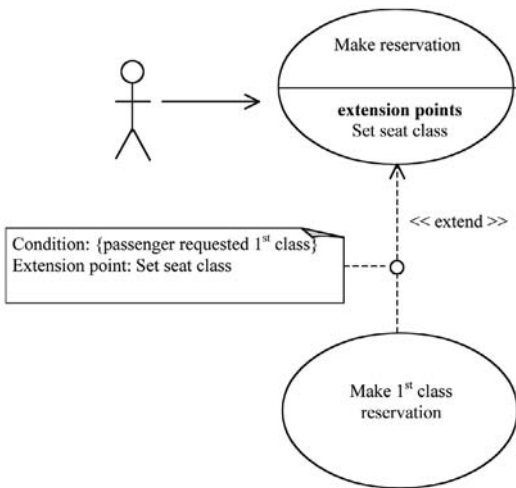 Make reservation
extension points
Set seat class
<< extend >>
Condition: {passenger requested 1st class}
Extension point: Set seat class
Make 1st class
reservation